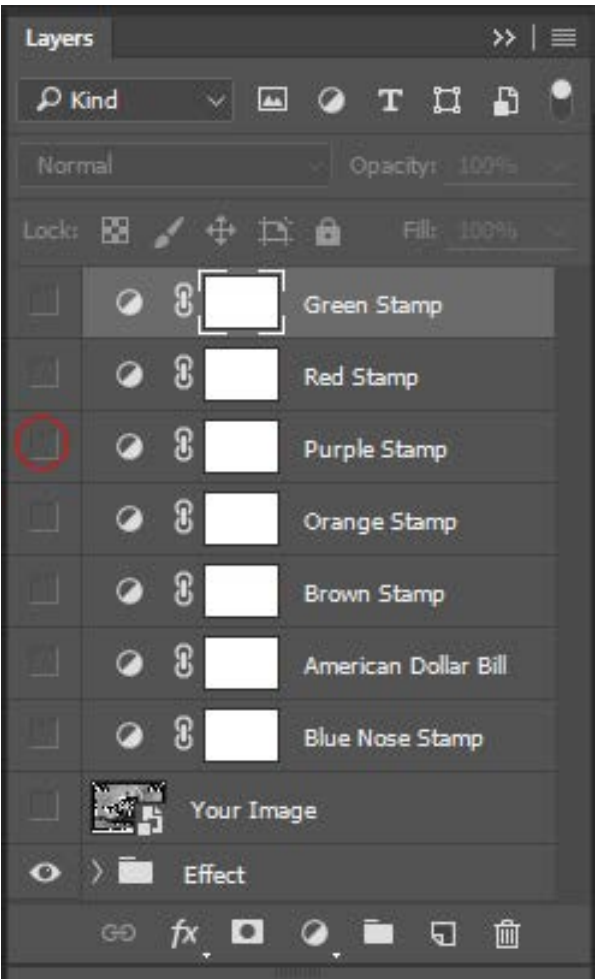 Layers
Kind
Normal Opacity: 100%
Lock: Fill: 100%
Green Stamp
Red Stamp
Purple Stamp
Orange Stamp
Brown Stamp
American Dollar Bill
Blue Nose Stamp
Your Image
Effect
fx